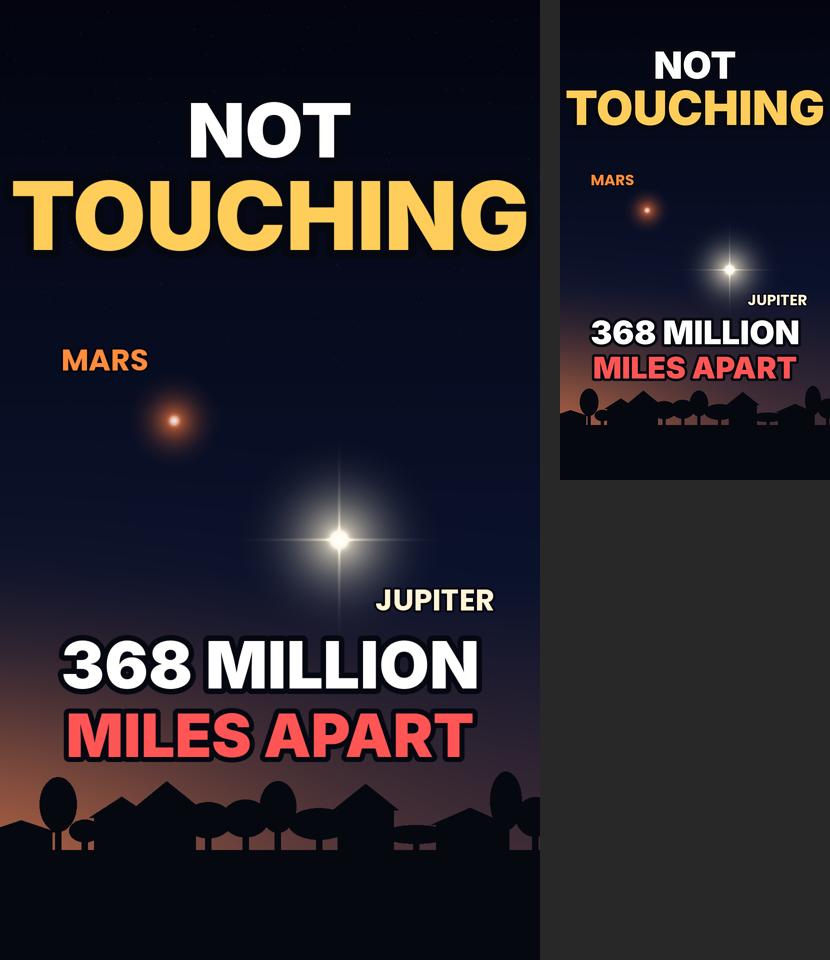 NOT
TOUCHING
MARS
JUPITER
368 MILLION
MILES APART
NOT
TOUCHING
MARS
JUPITER
368 MILLION
MILES APART